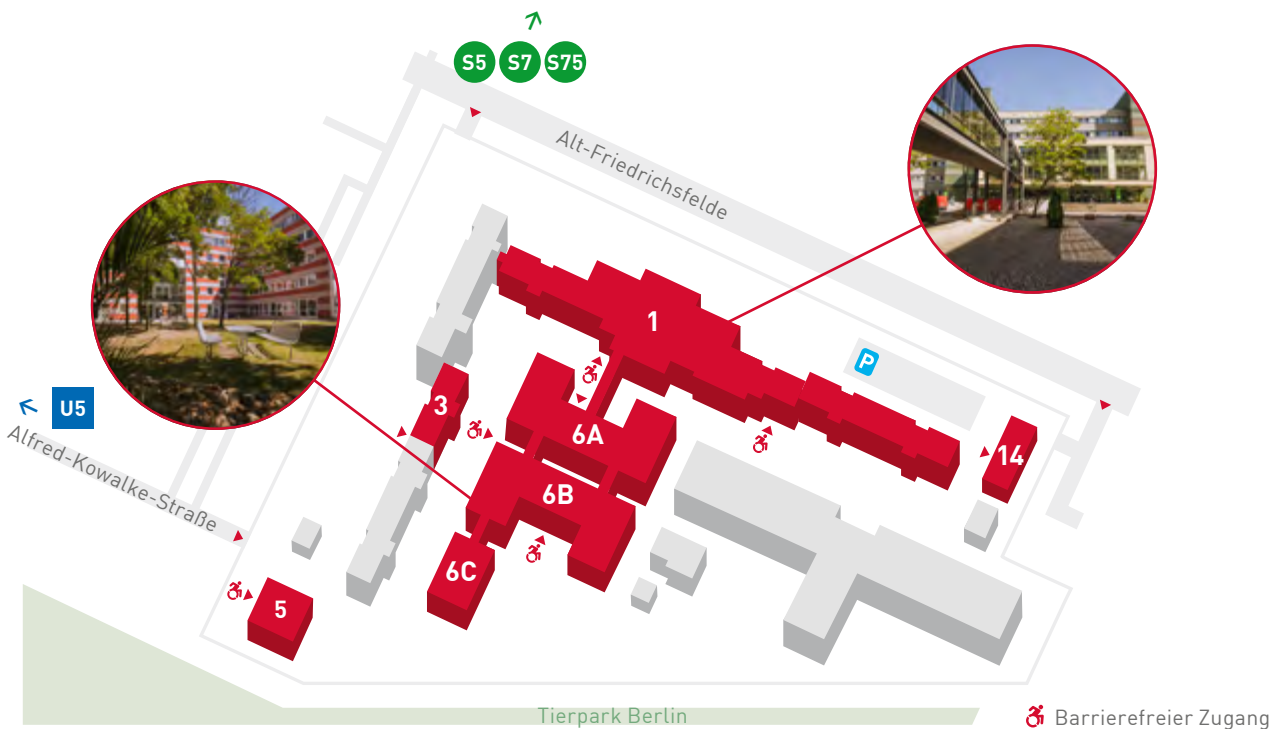 S5 S7 S75
Alt-Friedrichsfelde
1
P
U5
3
Alfred-Kowalke-Straße
6A
14
6B
6C
5
Tierpark Berlin
Barrierefreier Zugang